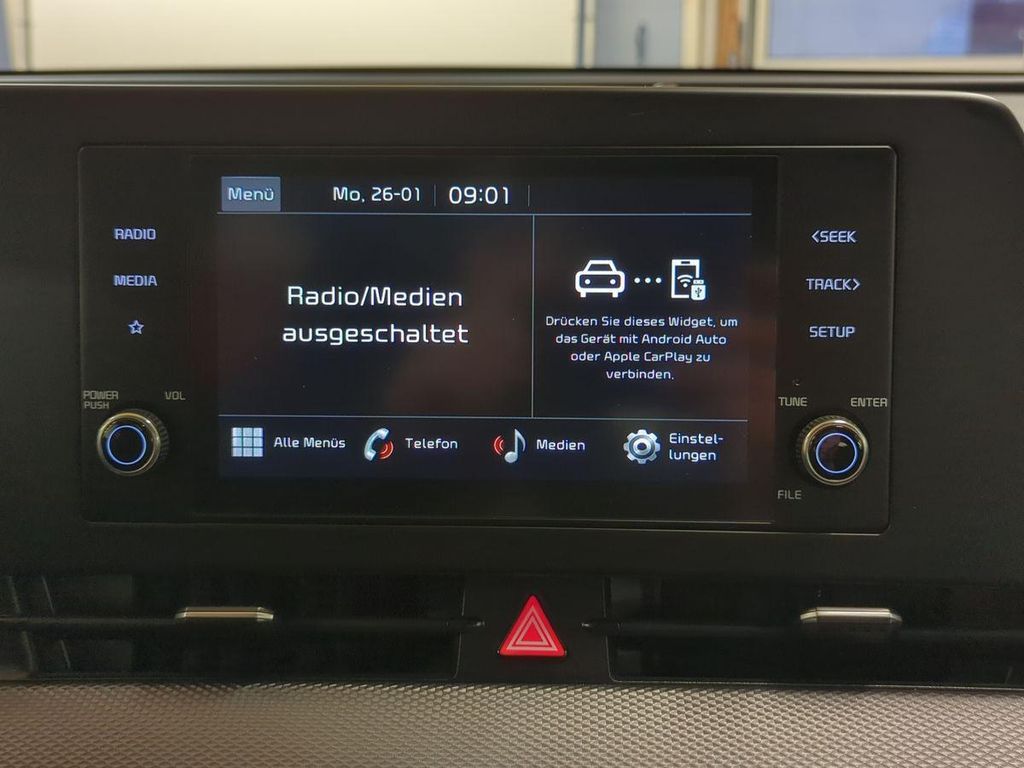 Menü
Mo, 26-01
09:01
RADIO
MEDIA
Radio/Medien
ausgeschaltet
Drücken Sie dieses Widget, um
das Gerät mit Android Auto
oder Apple CarPlay zu
verbinden.
<SEEK
TRACK>
SETUP
POWER
PUSH
VOL
TUNE
ENTER
FILE
Alle Menüs
Telefon
Medien
Einstel-
lungen